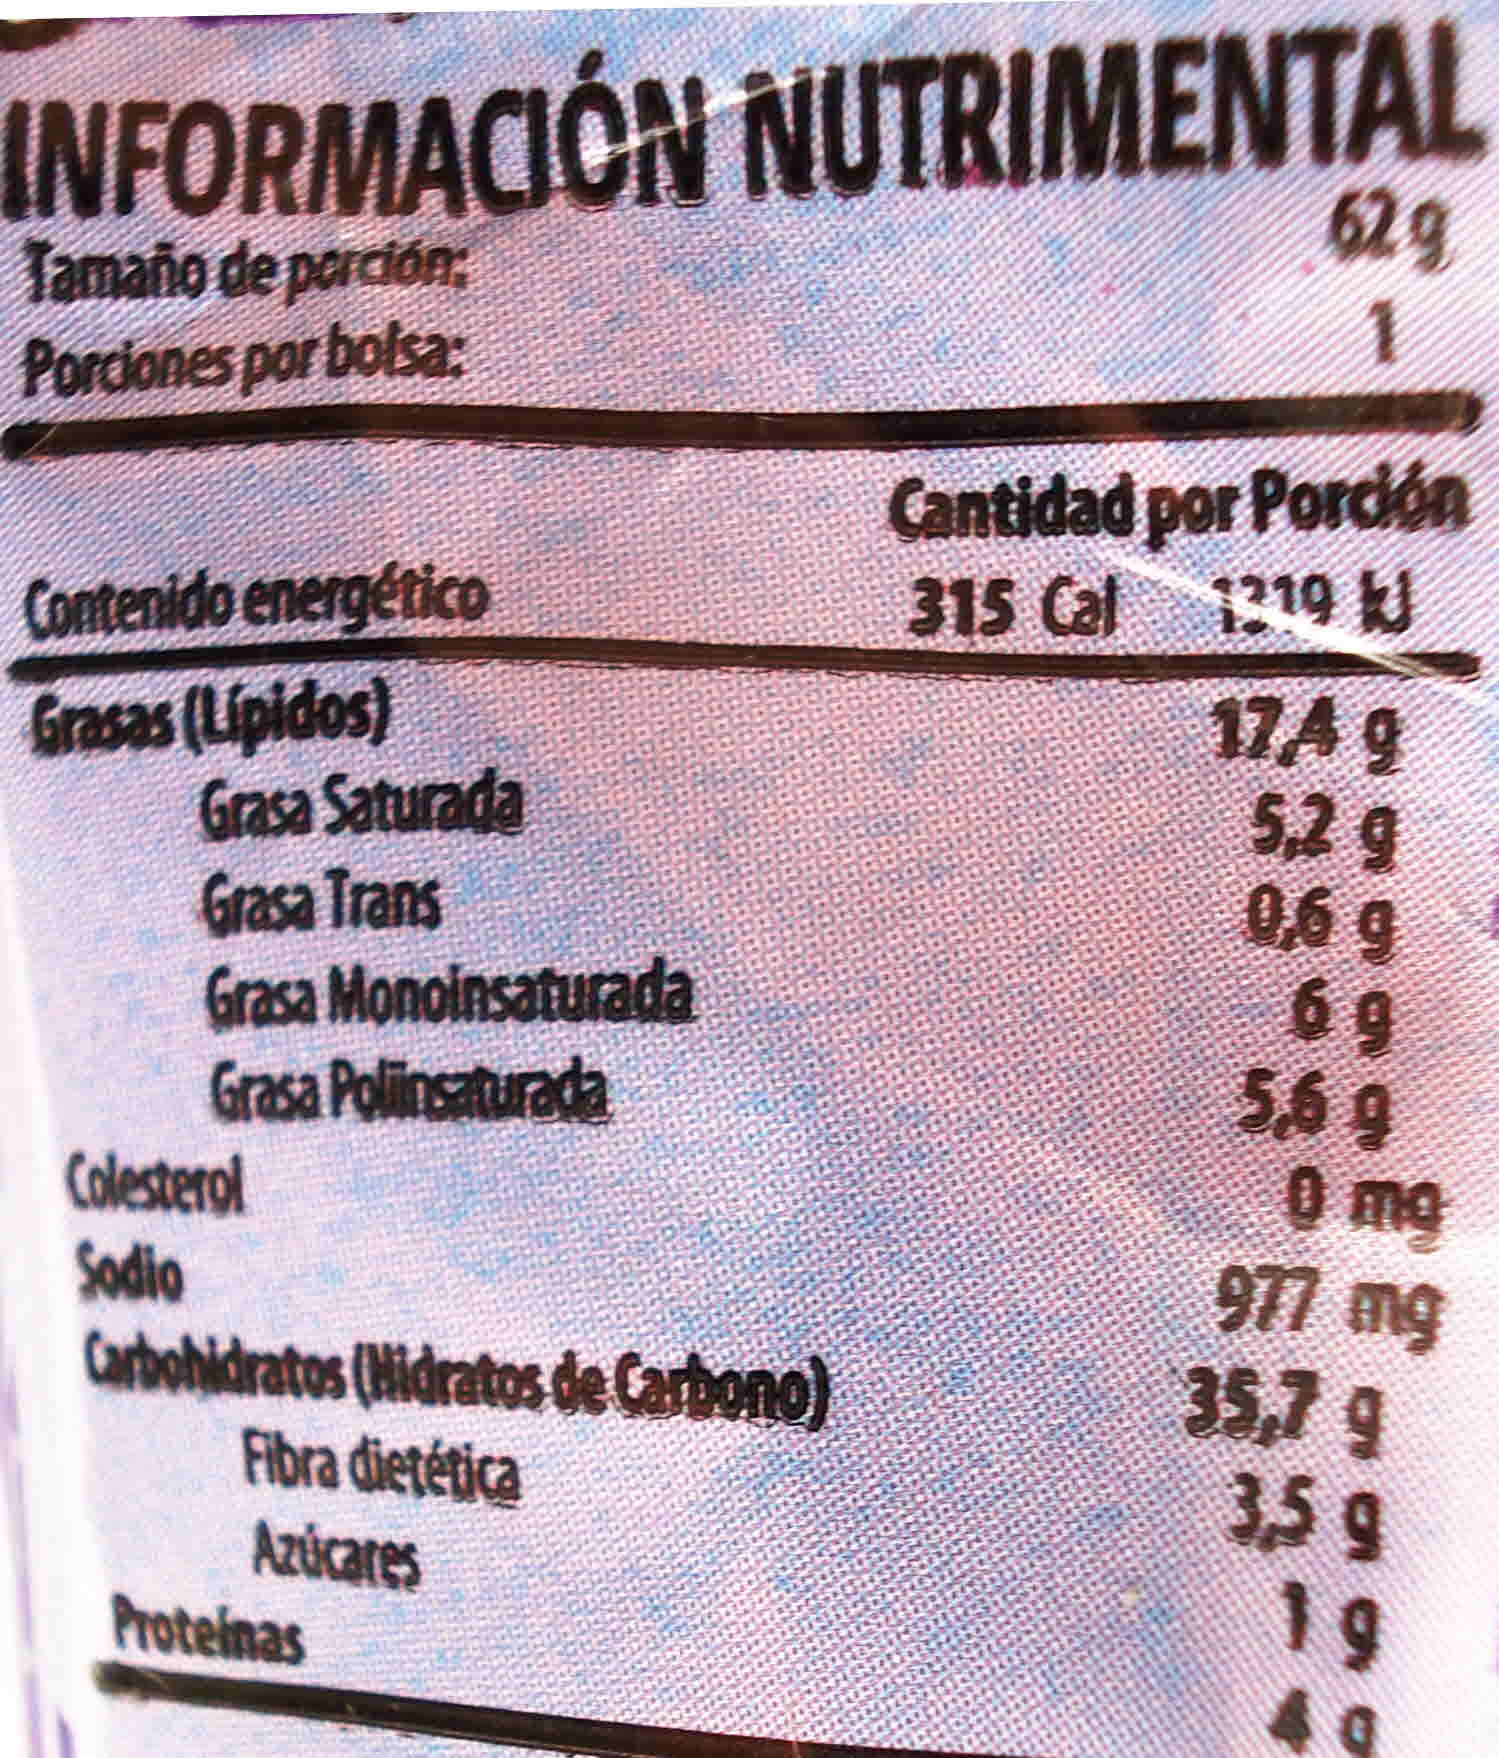 INFORMACIÓN NUTRIMENTAL
Tamaño de porción: 62 g
Porciones por bolsa: 1
Cantidad por Porción
Contenido energético 315 Cal 1319 kJ
Grasas (Lípidos) 17,4 g
Grasa Saturada 5,2 g
Grasa Trans 0,6 g
Grasa Monoinsaturada 6 g
Grasa Poliinsaturada 5,6 g
Colesterol 0 mg
Sodio 977 mg
Carbohidratos (Hidratos de Carbono) 35,7 g
Fibra dietética 3,5 g
Azúcares 1 g
Proteínas 4 g